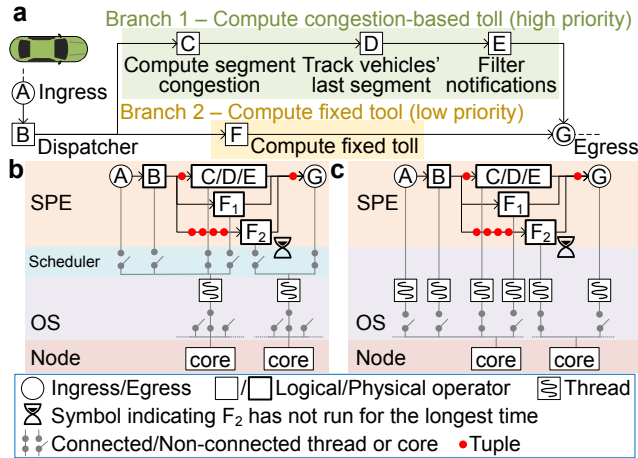 a
Branch 1 – Compute congestion-based toll (high priority)
C
D
E
Compute segment congestion
Track vehicles' last segment
Filter notifications
A
Ingress
Branch 2 – Compute fixed tool (low priority)
B
Dispatcher
F
Compute fixed toll
G
Egress
b
SPE
A
B
C/D/E
G
F1
F2
Scheduler
OS
Node
core
core
c
SPE
A
B
C/D/E
G
F1
F2
OS
Node
core
core
Ingress/Egress
/
Logical/Physical operator
Thread
Symbol indicating F2 has not run for the longest time
Connected/Non-connected thread or core
Tuple